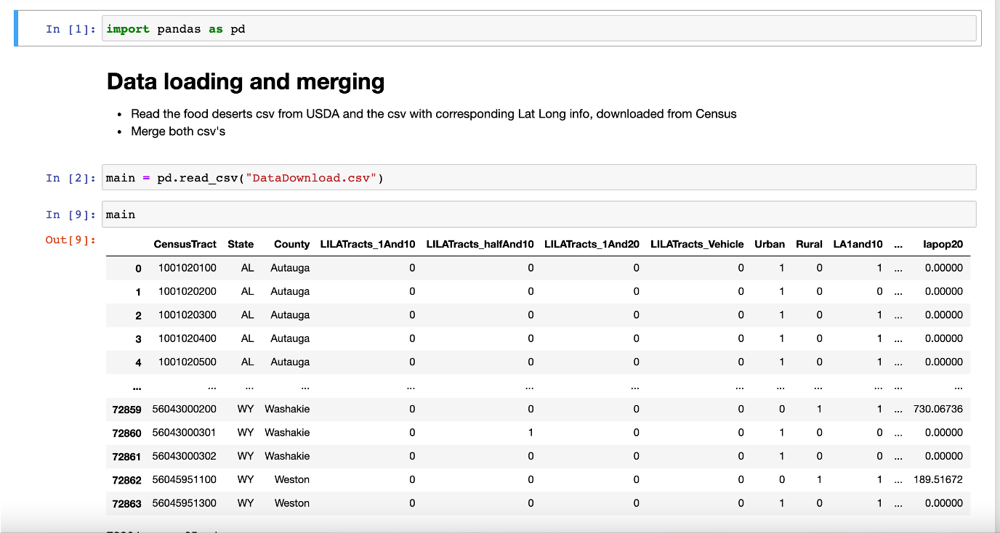 In [1]: import pandas as pd
Data loading and merging
• Read the food deserts csv from USDA and the csv with corresponding Lat Long info, downloaded from Census
• Merge both csv's
In [2]: main = pd.read_csv("DataDownload.csv")
In [9]: main
Out[9]:
CensusTract State County LILATracts_1And10 LILATracts_halfAnd10 LILATracts_1And20 LILATracts_Vehicle Urban Rural LA1and10 ... lapop20
0 1001020100 AL Autauga 0 0 0 0 1 0 1 ... 0.00000
1 1001020200 AL Autauga 0 0 0 0 1 0 0 ... 0.00000
2 1001020300 AL Autauga 0 0 0 0 1 0 1 ... 0.00000
3 1001020400 AL Autauga 0 0 0 0 1 0 1 ... 0.00000
4 1001020500 AL Autauga 0 0 0 0 1 0 1 ... 0.00000
... ... ... ... ... ... ... ... ... ... ... ... ...
72859 56043000200 WY Washakie 0 0 0 0 0 1 1 ... 730.06736
72860 56043000301 WY Washakie 0 1 0 0 1 0 0 ... 0.00000
72861 56043000302 WY Washakie 0 0 0 0 1 0 0 ... 0.00000
72862 56045951100 WY Weston 0 0 0 0 0 1 1 ... 189.51672
72863 56045951300 WY Weston 0 0 0 0 1 0 1 ... 0.00000